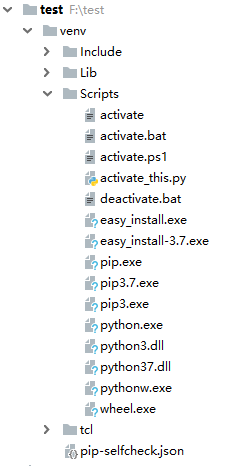 test F:\test
venv
Include
Lib
Scripts
activate
activate.bat
activate.ps1
activate_this.py
deactivate.bat
easy_install.exe
easy_install-3.7.exe
pip.exe
pip3.7.exe
pip3.exe
python.exe
python3.dll
python37.dll
pythonw.exe
wheel.exe
tcl
pip-selfcheck.json